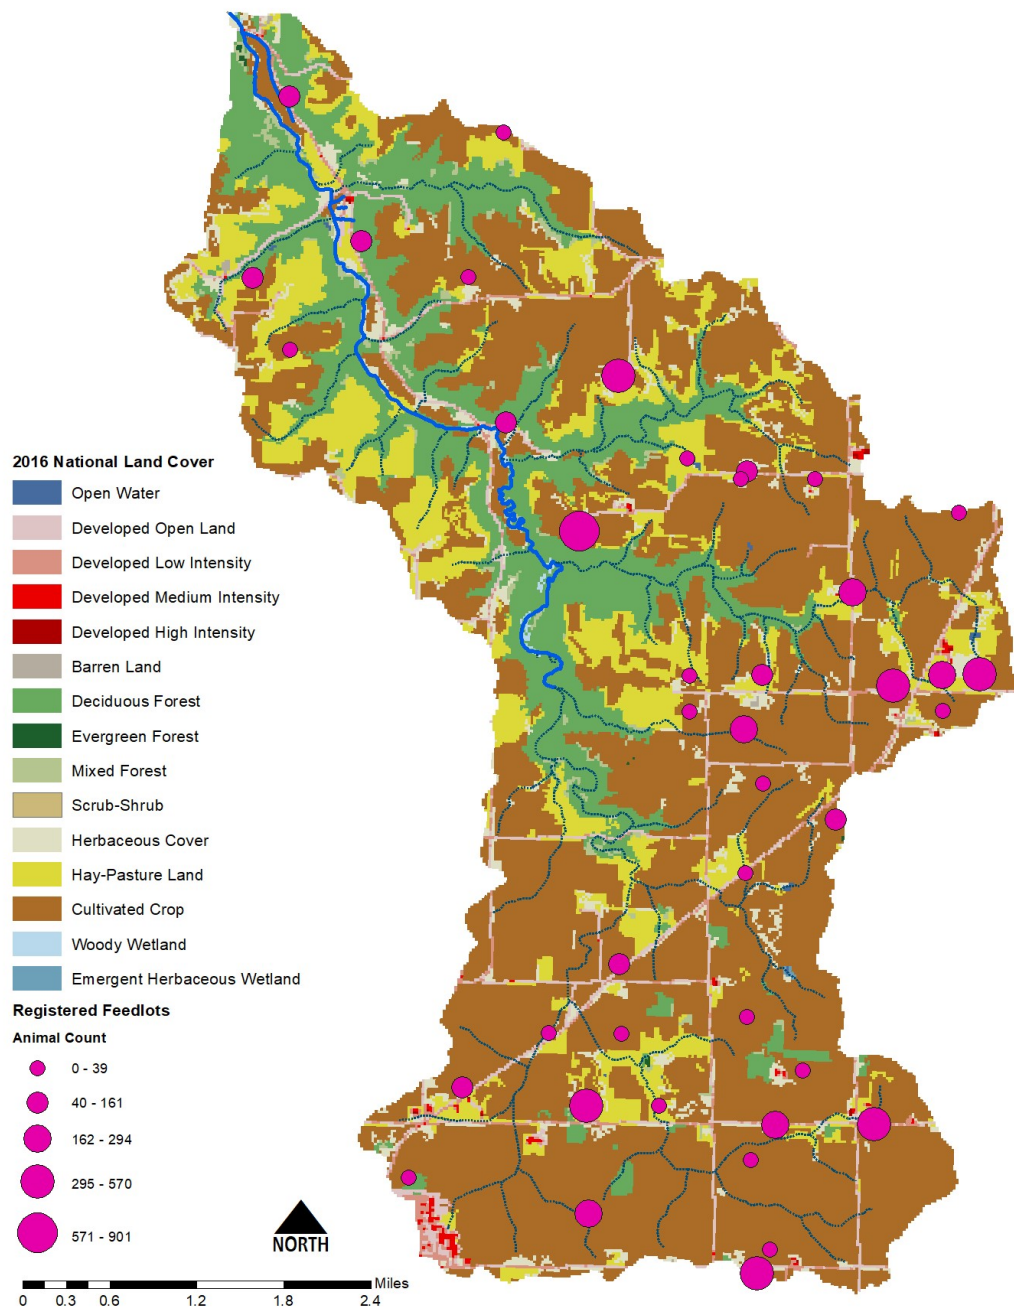 2016 National Land Cover
Open Water
Developed Open Land
Developed Low Intensity
Developed Medium Intensity
Developed High Intensity
Barren Land
Deciduous Forest
Evergreen Forest
Mixed Forest
Scrub-Shrub
Herbaceous Cover
Hay-Pasture Land
Cultivated Crop
Woody Wetland
Emergent Herbaceous Wetland
Registered Feedlots
Animal Count
0 - 39
40 - 161
162 - 294
295 - 570
571 - 901
NORTH
Miles
0 0.3 0.6 1.2 1.8 2.4